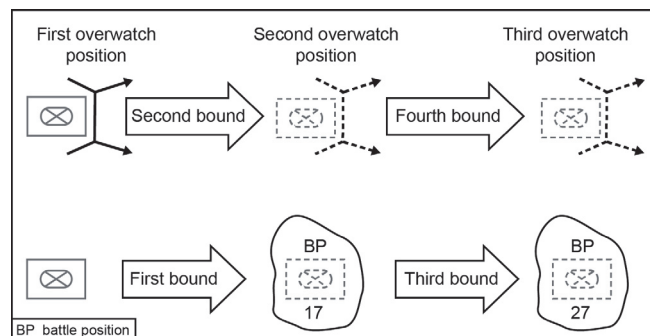 First overwatch
position
Second overwatch
position
Third overwatch
position
Second bound
Fourth bound
BP
17
BP
27
First bound
Third bound
BP battle position